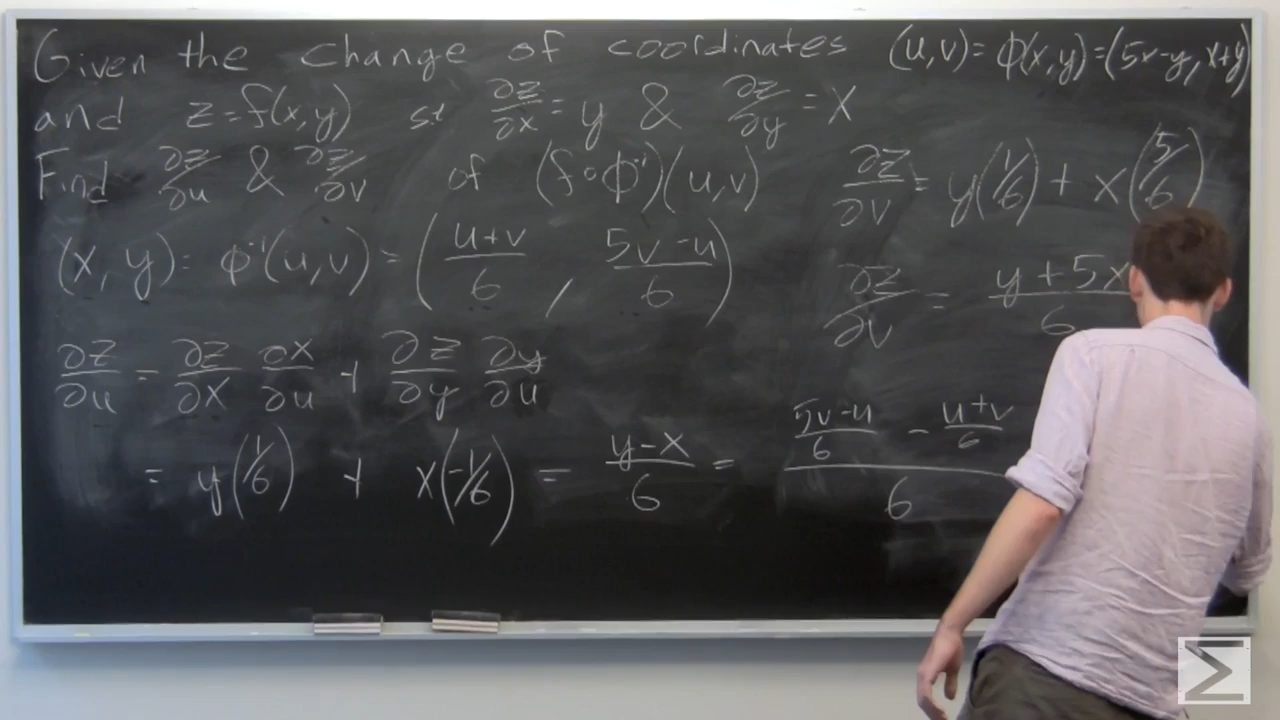 Given the change of coordinates (u,v)=ϕ(x,y)=(5x-y, x+y)
and z=f(x,y) st ∂z/∂x = y & ∂z/∂y = x
Find ∂z/∂u & ∂z/∂v of (f∘ϕ⁻¹)(u,v)
(x, y) = ϕ⁻¹(u,v) = ((u+v)/6 , (5v-u)/6)
∂z/∂u = ∂z/∂x ∂x/∂u + ∂z/∂y ∂y/∂u
= y(1/6) + x(-1/6) = (y-x)/6 = ((5v-u)/6 - (u+v)/6)/6
∂z/∂v = y(1/6) + x(5/6)
∂z/∂v = (y+5x)/6
Σ